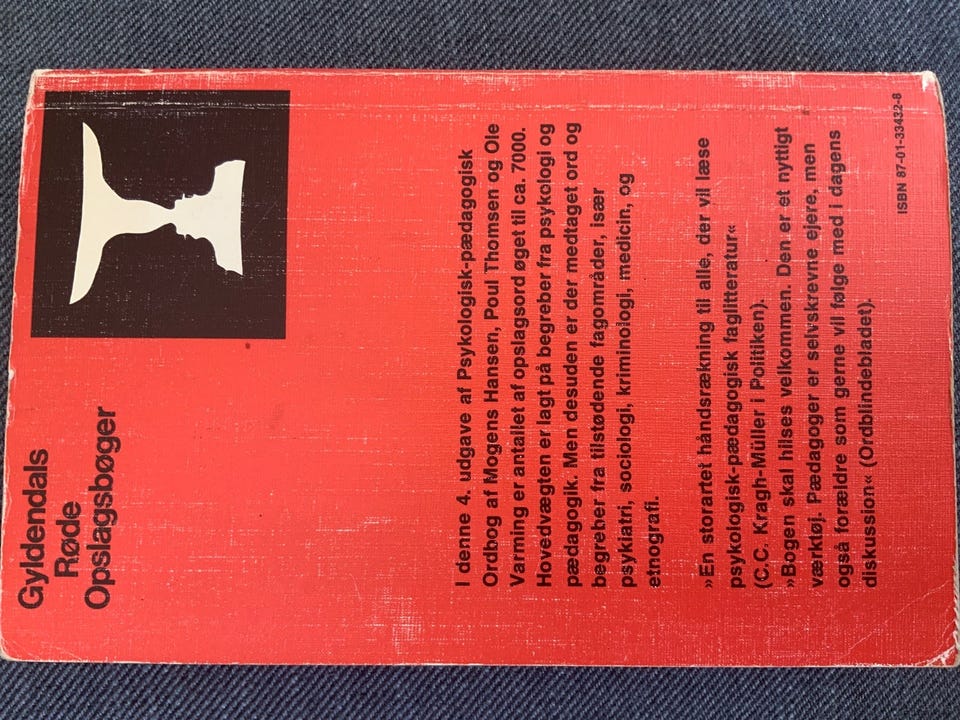 Gyldendals
Røde
Opslagsbøger
I denne 4. udgave af Psykologisk-pædagogisk
Ordbog af Mogens Hansen, Poul Thomsen og Ole
Varming er antallet af opslagsord øget til ca. 7000.
Hovedvægten er lagt på begreber fra psykologi og
pædagogik. Men desuden er der medtaget ord og
begreber fra tilstødende fagområder, især
psykiatri, sociologi, kriminologi, medicin, og
etnografi.
»En storartet håndsrækning til alle, der vil læse
psykologisk-pædagogisk faglitteratur«
(C.C. Kragh-Müller i Politiken).
»Bogen skal hilses velkommen. Den er et nyttigt
værktøj. Pædagoger er selvskrevne ejere, men
også forældre som gerne vil følge med i dagens
diskussion« (Ordblindebladet).
ISBN 87-01-33432-8